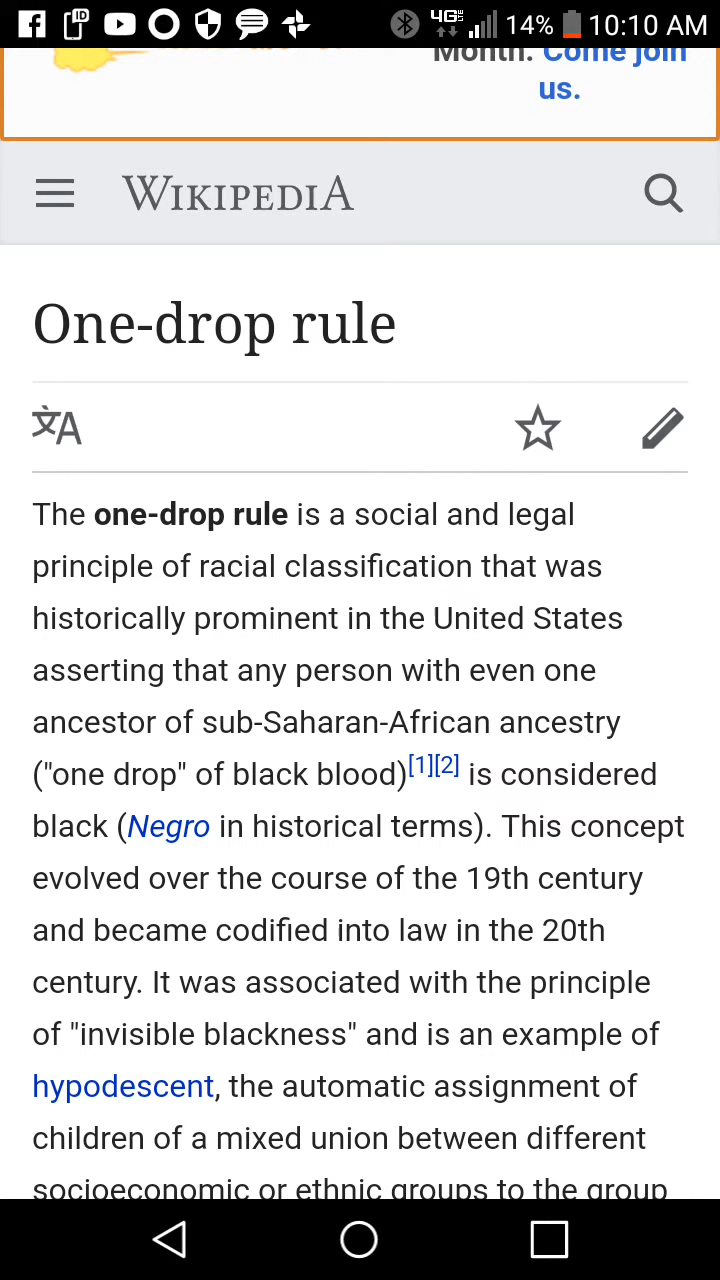 ID 4G LTE 14% 10:10 AM
Month. Come join
us.
WIKIPEDIA
One-drop rule
文A
The one-drop rule is a social and legal
principle of racial classification that was
historically prominent in the United States
asserting that any person with even one
ancestor of sub-Saharan-African ancestry
("one drop" of black blood)[1][2] is considered
black (Negro in historical terms). This concept
evolved over the course of the 19th century
and became codified into law in the 20th
century. It was associated with the principle
of "invisible blackness" and is an example of
hypodescent, the automatic assignment of
children of a mixed union between different
socioeconomic or ethnic groups to the group